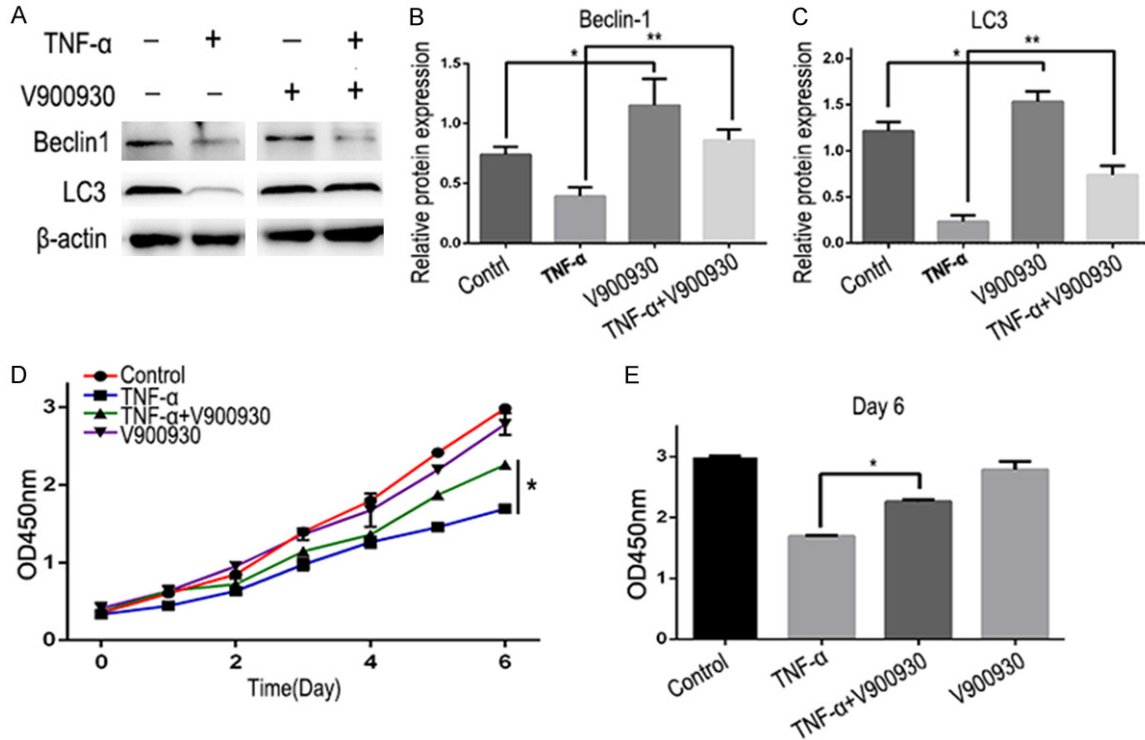 A
TNF-α − + − +
V900930 − − + +
Beclin1
LC3
β-actin
B
Beclin-1
Relative protein expression
1.5
1.0
0.5
0.0
* **
Contrl
TNF-α
V900930
TNF-α+V900930
C
LC3
Relative protein expression
2.0
1.5
1.0
0.5
0.0
* **
Contrl
TNF-α
V900930
TNF-α+V900930
D
Control
TNF-α
TNF-α+V900930
V900930
OD450nm
3
2
1
0
*
0 2 4 6
Time(Day)
E
Day 6
OD450nm
3
2
1
0
*
Control
TNF-α
TNF-α+V900930
V900930